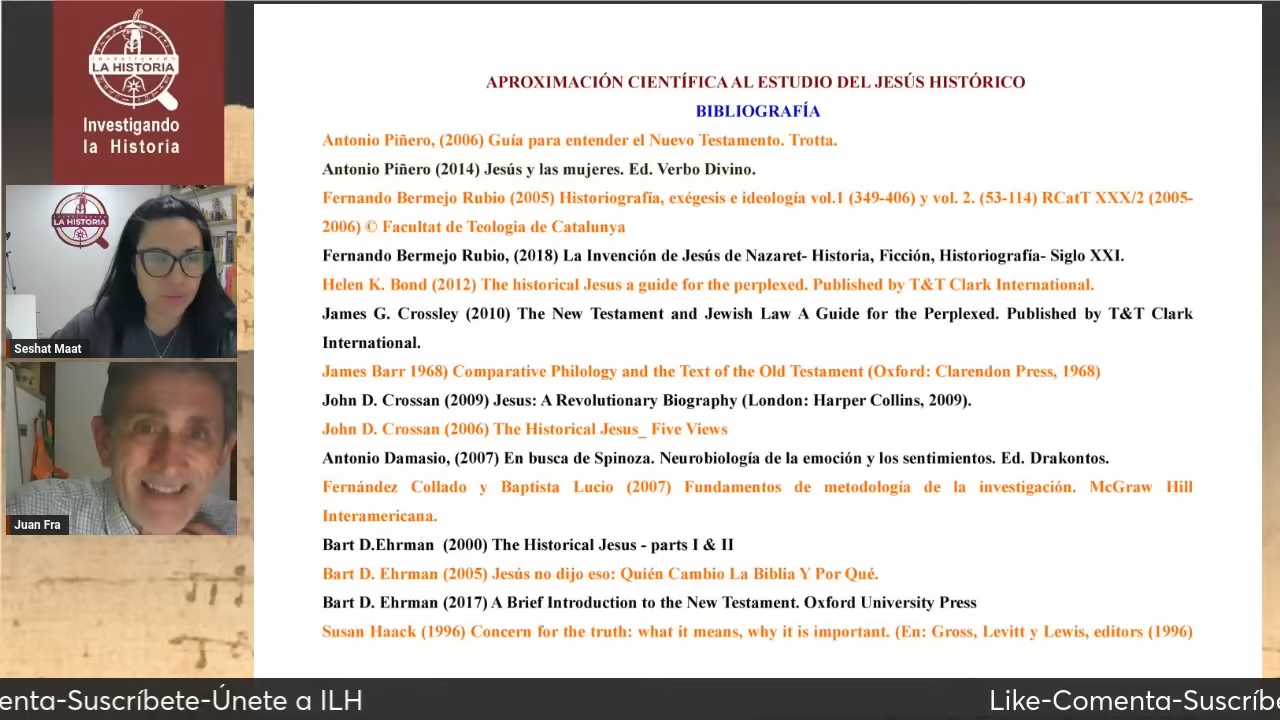 LA HISTORIA
Investigando
la Historia
LA HISTORIA
Seshat Maat
Juan Fra
APROXIMACIÓN CIENTÍFICA AL ESTUDIO DEL JESÚS HISTÓRICO
BIBLIOGRAFÍA
Antonio Piñero, (2006) Guía para entender el Nuevo Testamento. Trotta.
Antonio Piñero (2014) Jesús y las mujeres. Ed. Verbo Divino.
Fernando Bermejo Rubio (2005) Historiografía, exégesis e ideología vol.1 (349-406) y vol. 2. (53-114) RCatT XXX/2 (2005-
2006) © Facultat de Teologia de Catalunya
Fernando Bermejo Rubio, (2018) La Invención de Jesús de Nazaret- Historia, Ficción, Historiografía- Siglo XXI.
Helen K. Bond (2012) The historical Jesus a guide for the perplexed. Published by T&T Clark International.
James G. Crossley (2010) The New Testament and Jewish Law A Guide for the Perplexed. Published by T&T Clark
International.
James Barr 1968) Comparative Philology and the Text of the Old Testament (Oxford: Clarendon Press, 1968)
John D. Crossan (2009) Jesus: A Revolutionary Biography (London: Harper Collins, 2009).
John D. Crossan (2006) The Historical Jesus_ Five Views
Antonio Damasio, (2007) En busca de Spinoza. Neurobiología de la emoción y los sentimientos. Ed. Drakontos.
Fernández Collado y Baptista Lucio (2007) Fundamentos de metodología de la investigación. McGraw Hill
Interamericana.
Bart D.Ehrman (2000) The Historical Jesus - parts I & II
Bart D. Ehrman (2005) Jesús no dijo eso: Quién Cambio La Biblia Y Por Qué.
Bart D. Ehrman (2017) A Brief Introduction to the New Testament. Oxford University Press
Susan Haack (1996) Concern for the truth: what it means, why it is important. (En: Gross, Levitt y Lewis, editors (1996)
enta-Suscríbete-Únete a ILH
Like-Comenta-Suscríbe